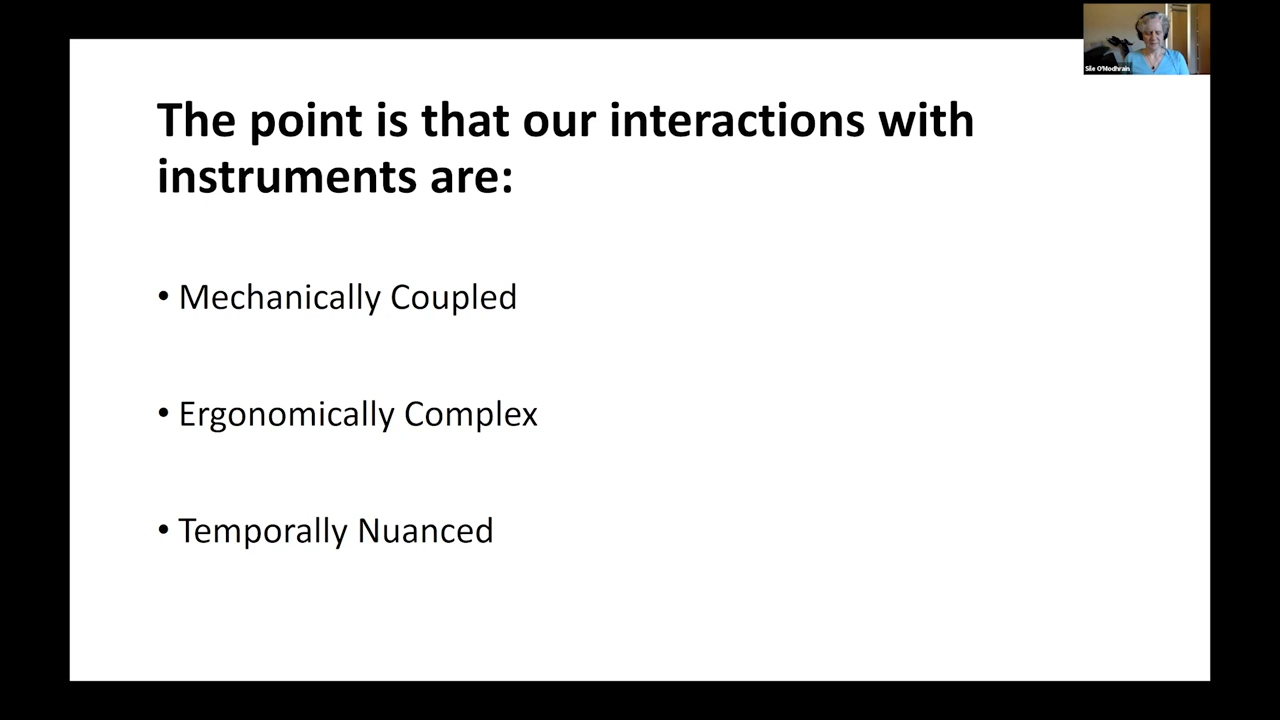 The point is that our interactions with
instruments are:
• Mechanically Coupled
• Ergonomically Complex
• Temporally Nuanced
Sile O'Modhrain